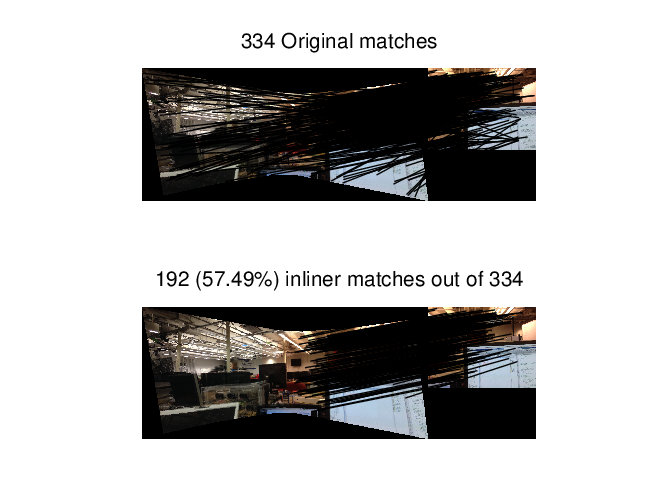 334 Original matches
192 (57.49%) inliner matches out of 334